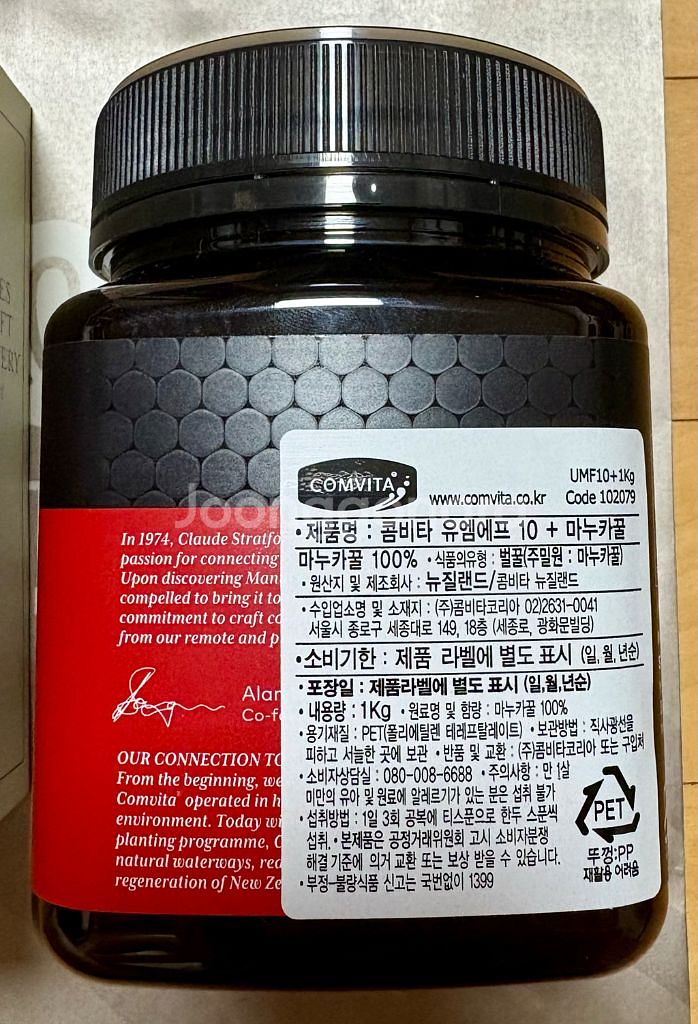 ES
FT
ERY
In 1974, Claude Stratfo
passion for connecting
Upon discovering Man
compelled to bring it to
commitment to craft co
from our remote and p
Alan
Co-fo
OUR CONNECTION TO
From the beginning, we
Comvita® operated in h
environment. Today wi
planting programme, C
natural waterways, rec
regeneration of New Ze
COMVITA
www.comvita.co.kr
UMF10+1Kg
Code 102079
• 제품명 : 콤비타 유엠에프 10 + 마누카꿀
마누카꿀 100% • 식품의유형 : 벌꿀(주밀원 : 마누카꿀)
• 원산지 및 제조회사 : 뉴질랜드/콤비타 뉴질랜드
• 수입업소명 및 소재지 : (주)콤비타코리아 02)2631-0041
서울시 종로구 세종대로 149, 18층 (세종로, 광화문빌딩)
• 소비기한 : 제품 라벨에 별도 표시 (일, 월, 년순)
• 포장일 : 제품라벨에 별도 표시 (일,월,년순)
• 내용량 : 1Kg • 원료명 및 함량 : 마누카꿀 100%
• 용기재질 : PET(폴리에틸렌 테레프탈레이트) • 보관방법 : 직사광선을
피하고 서늘한 곳에 보관 • 반품 및 교환 : (주)콤비타코리아 또는 구입처
• 소비자상담실 : 080-008-6688 • 주의사항 : 만 1살
미만의 유아 및 원료에 알레르기가 있는 분은 섭취 불가
• 섭취방법 : 1일 3회 공복에 티스푼으로 한두 스푼씩
섭취. • 본제품은 공정거래위원회 고시 소비자분쟁
해결기준에 의거 교환 또는 보상 받을 수 있습니다.
• 부정-불량식품 신고는 국번없이 1399
PET
뚜껑:PP
재활용 어려움